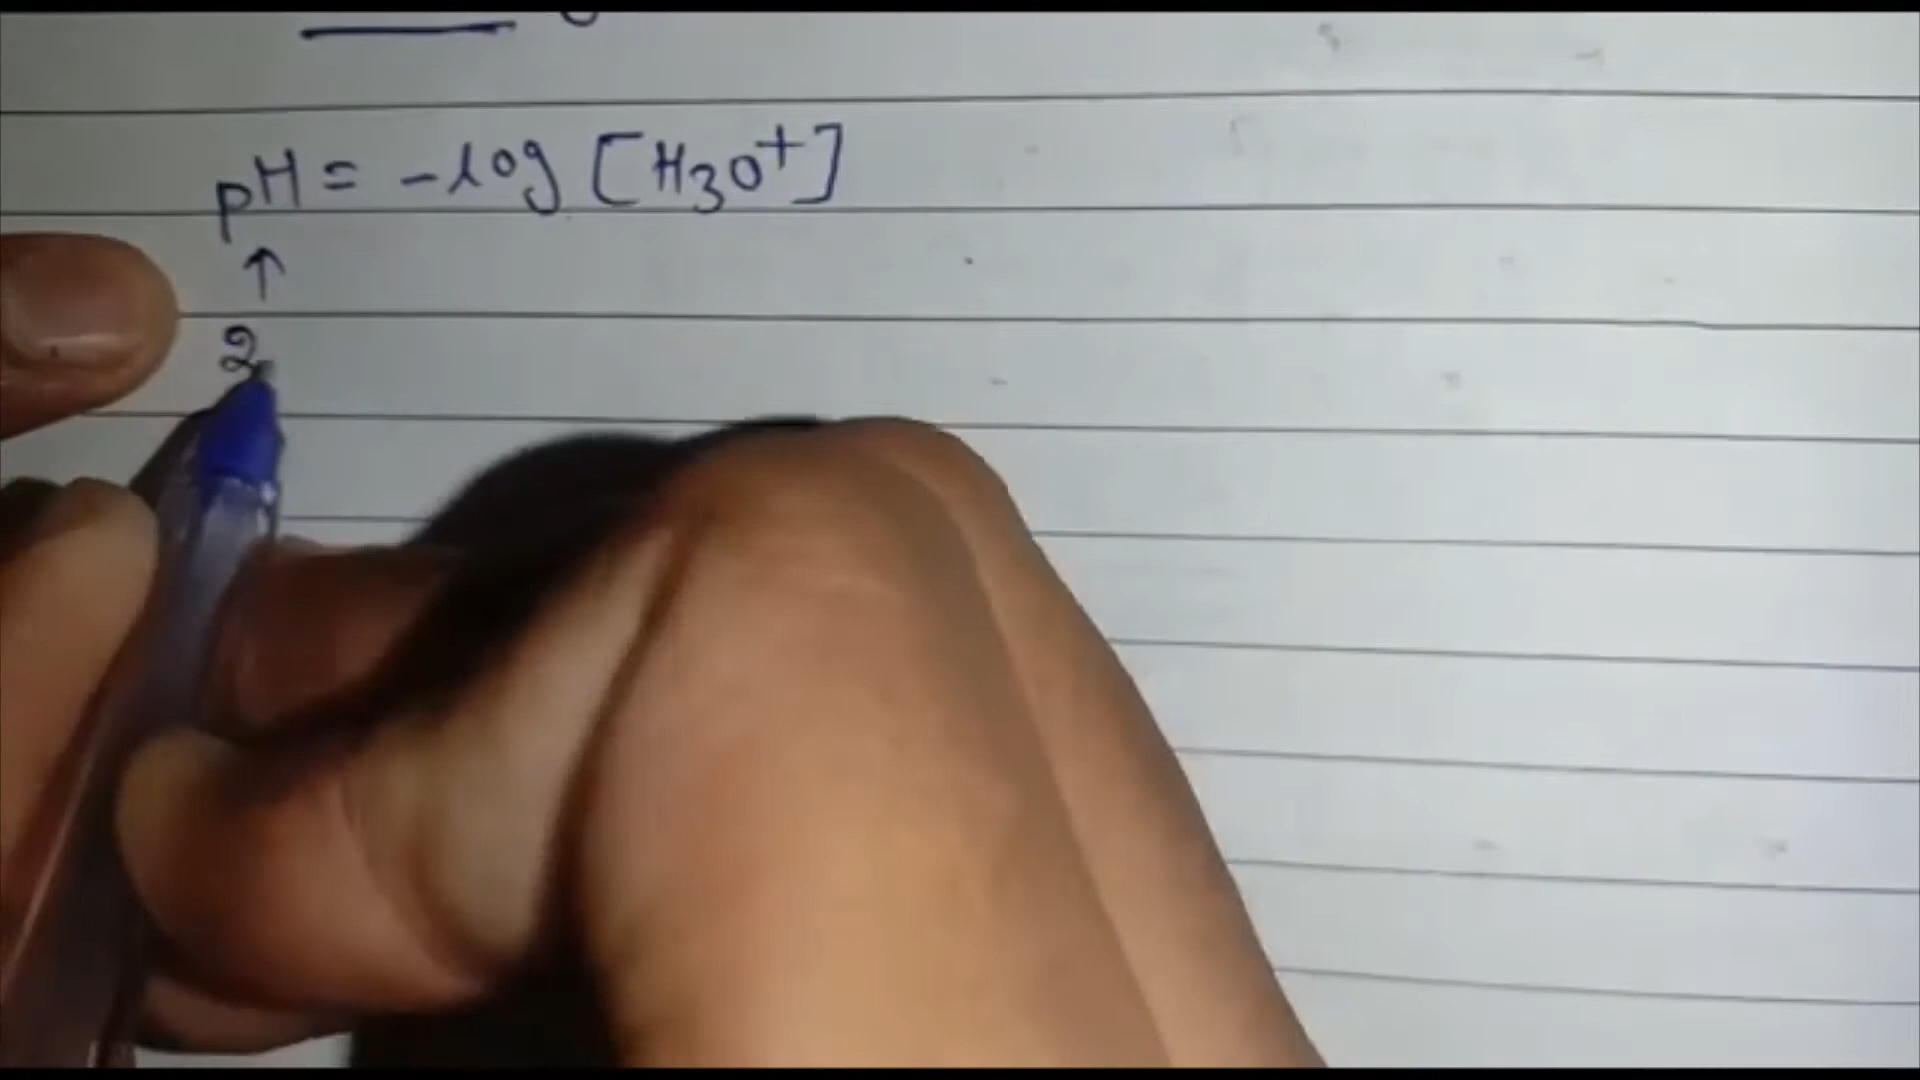 pH = -log [H3O+]
↑
2